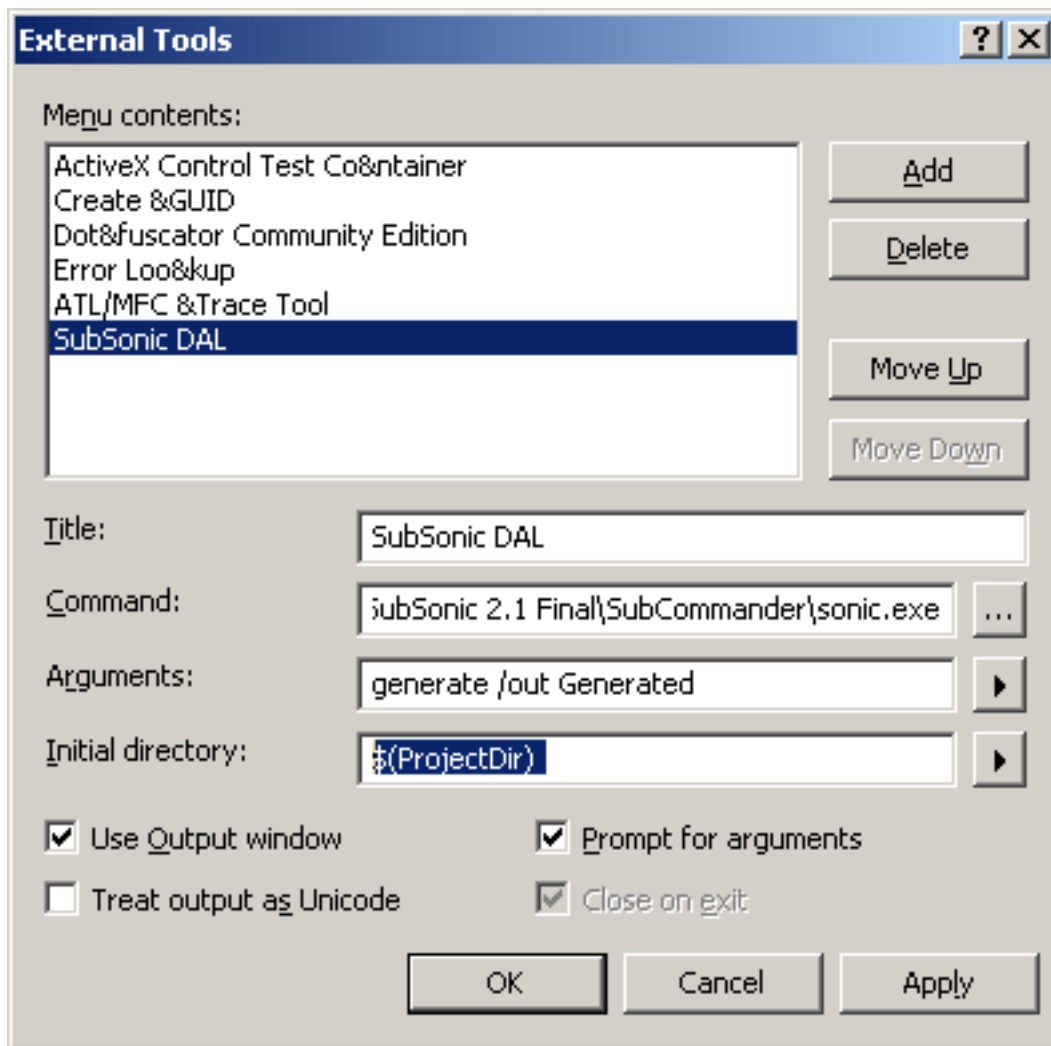 External Tools
Menu contents:
ActiveX Control Test Co&ntainer
Create &GUID
Dot&fuscator Community Edition
Error Loo&kup
ATL/MFC &Trace Tool
SubSonic DAL
Add
Delete
Move Up
Move Down
Title:
SubSonic DAL
Command:
SubSonic 2.1 Final\SubCommander\sonic.exe
...
Arguments:
generate /out Generated
Initial directory:
$(ProjectDir)
Use Output window
Prompt for arguments
Treat output as Unicode
Close on exit
OK
Cancel
Apply